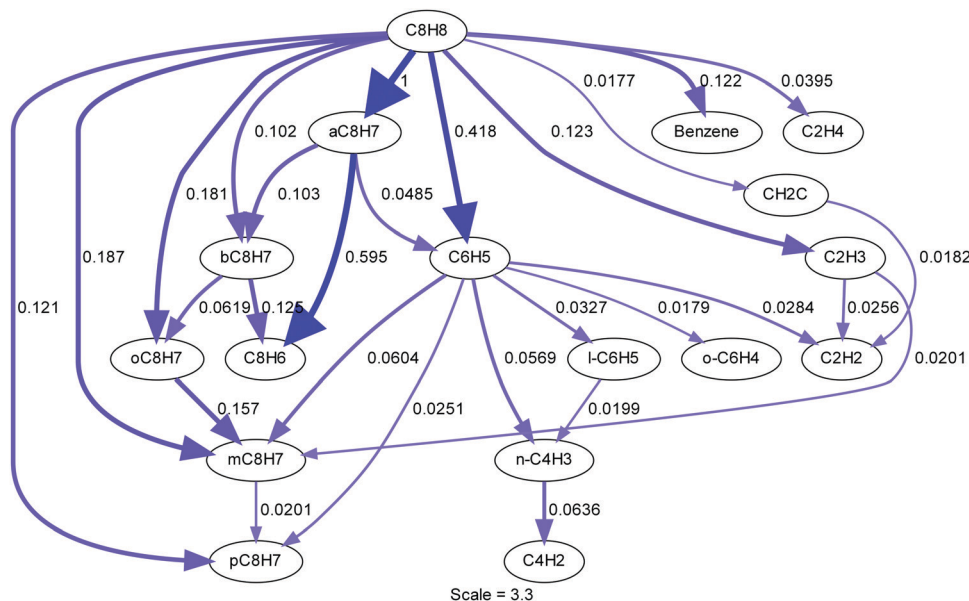 C8H8
0.0177
0.0395
1
0.122
0.102
0.418
0.123
aC8H7
Benzene
C2H4
0.181
0.103
0.0485
CH2C
0.187
bC8H7
0.595
C6H5
C2H3
0.0182
0.121
0.0619
0.125
0.0327
0.0179
0.0284
0.0256
oC8H7
C8H6
0.0604
0.0569
l-C6H5
o-C6H4
C2H2
0.0201
0.157
0.0251
0.0199
mC8H7
n-C4H3
0.0201
0.0636
pC8H7
C4H2
Scale = 3.3